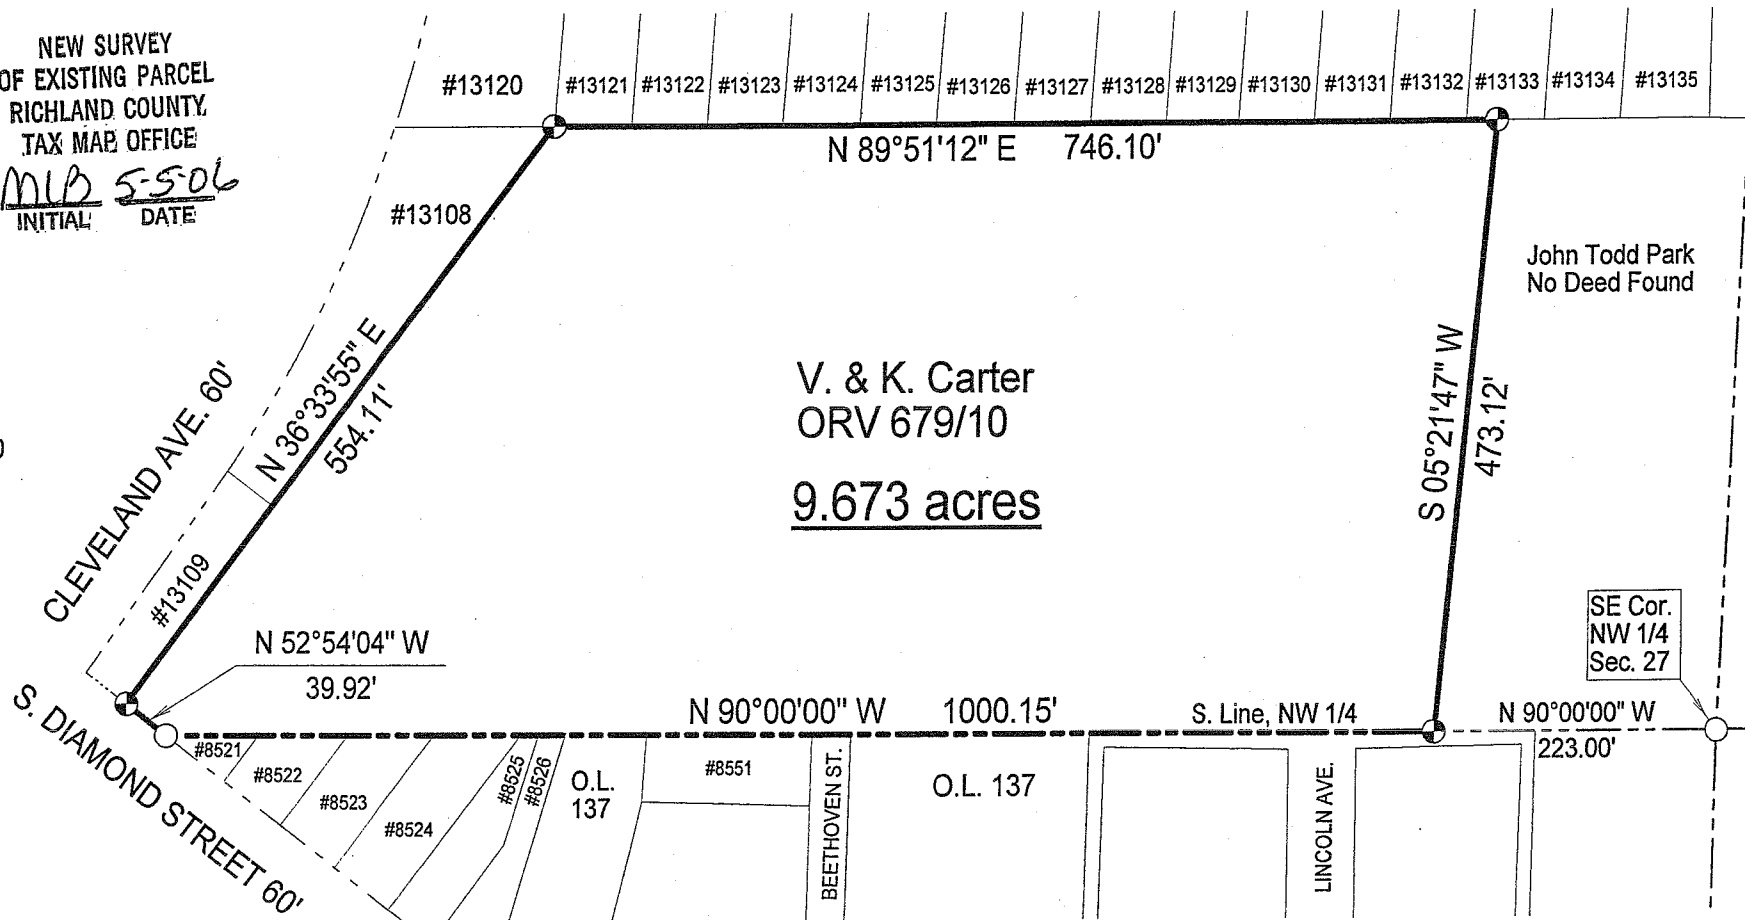 NEW SURVEY
OF EXISTING PARCEL
RICHLAND COUNTY
TAX MAP OFFICE
MLB 5-5-06
INITIAL DATE
#13120
#13121
#13122
#13123
#13124
#13125
#13126
#13127
#13128
#13129
#13130
#13131
#13132
#13133
#13134
#13135
N 89°51'12" E 746.10'
#13108
John Todd Park
No Deed Found
N 36°33'55" E
554.11'
CLEVELAND AVE. 60'
V. & K. Carter
ORV 679/10
9.673 acres
S 05°21'47" W
473.12'
#13109
SE Cor.
NW 1/4
Sec. 27
N 52°54'04" W
39.92'
S. DIAMOND STREET 60'
N 90°00'00" W 1000.15'
S. Line, NW 1/4
N 90°00'00" W
223.00'
#8521
#8522
#8523
#8524
#8525
#8526
O.L.
137
#8551
BEETHOVEN ST.
O.L. 137
LINCOLN AVE.